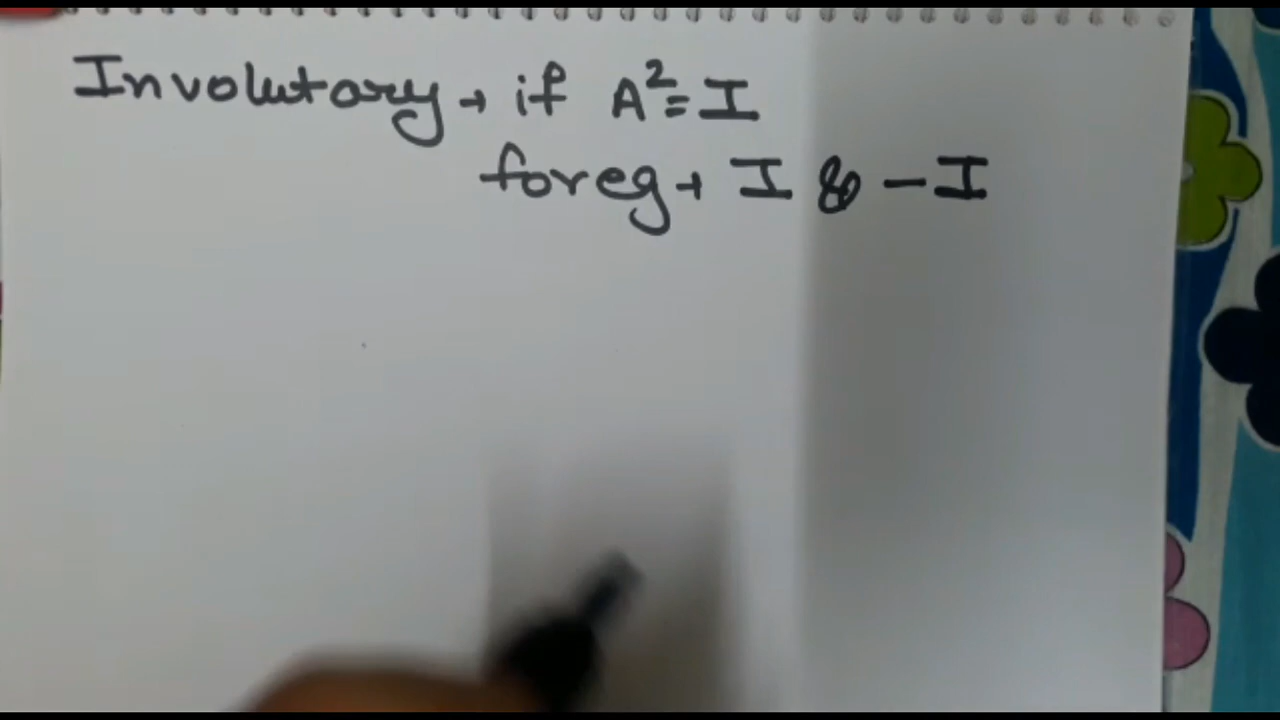 Involutory → if A²=I
for eg → I & -I